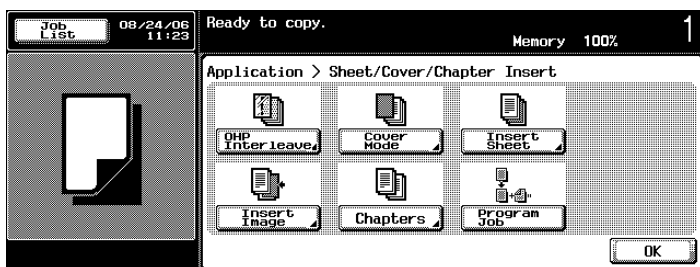 Job
List
08/24/06
11:23
Ready to copy.
Memory 100%
1
Application > Sheet/Cover/Chapter Insert
OHP
Interleave
Cover
Mode
Insert
Sheet
Insert
Image
Chapters
Program
Job
OK